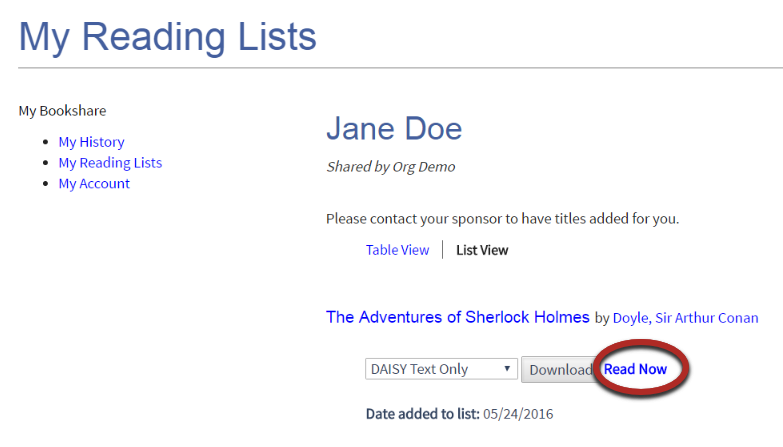 My Reading Lists
My Bookshare
My History
My Reading Lists
My Account
Jane Doe
Shared by Org Demo
Please contact your sponsor to have titles added for you.
Table View | List View
The Adventures of Sherlock Holmes by Doyle, Sir Arthur Conan
DAISY Text Only Download Read Now
Date added to list: 05/24/2016